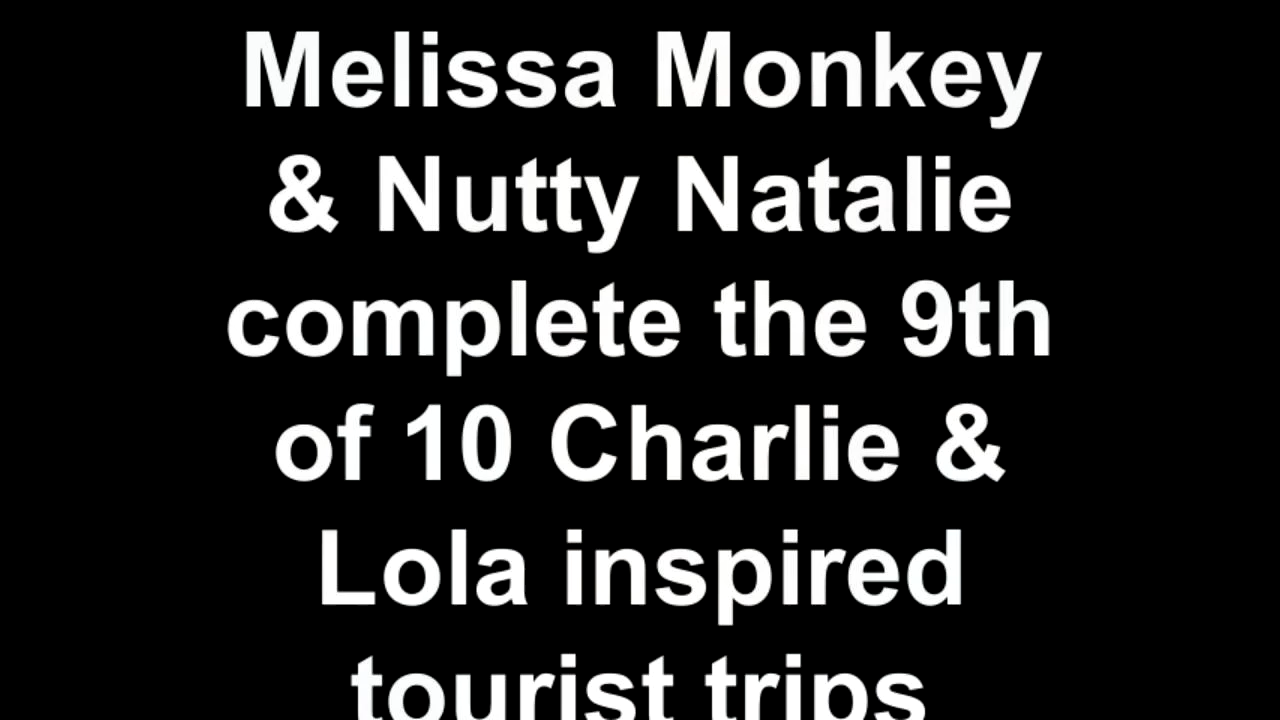 Melissa Monkey
& Nutty Natalie
complete the 9th
of 10 Charlie &
Lola inspired
tourist trips